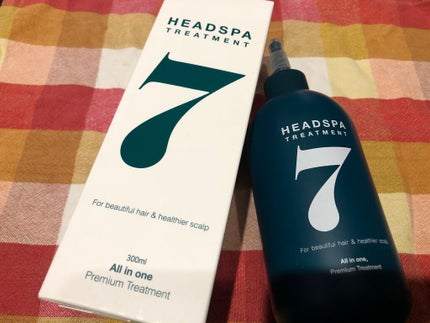 HEADSPA
TREATMENT
7
For beautiful hair & healthier scalp
300ml
All in one
Premium Treatment
HEADSPA
TREATMENT
7
For beautiful hair & healthier scalp
All in one,
Premium Treatment